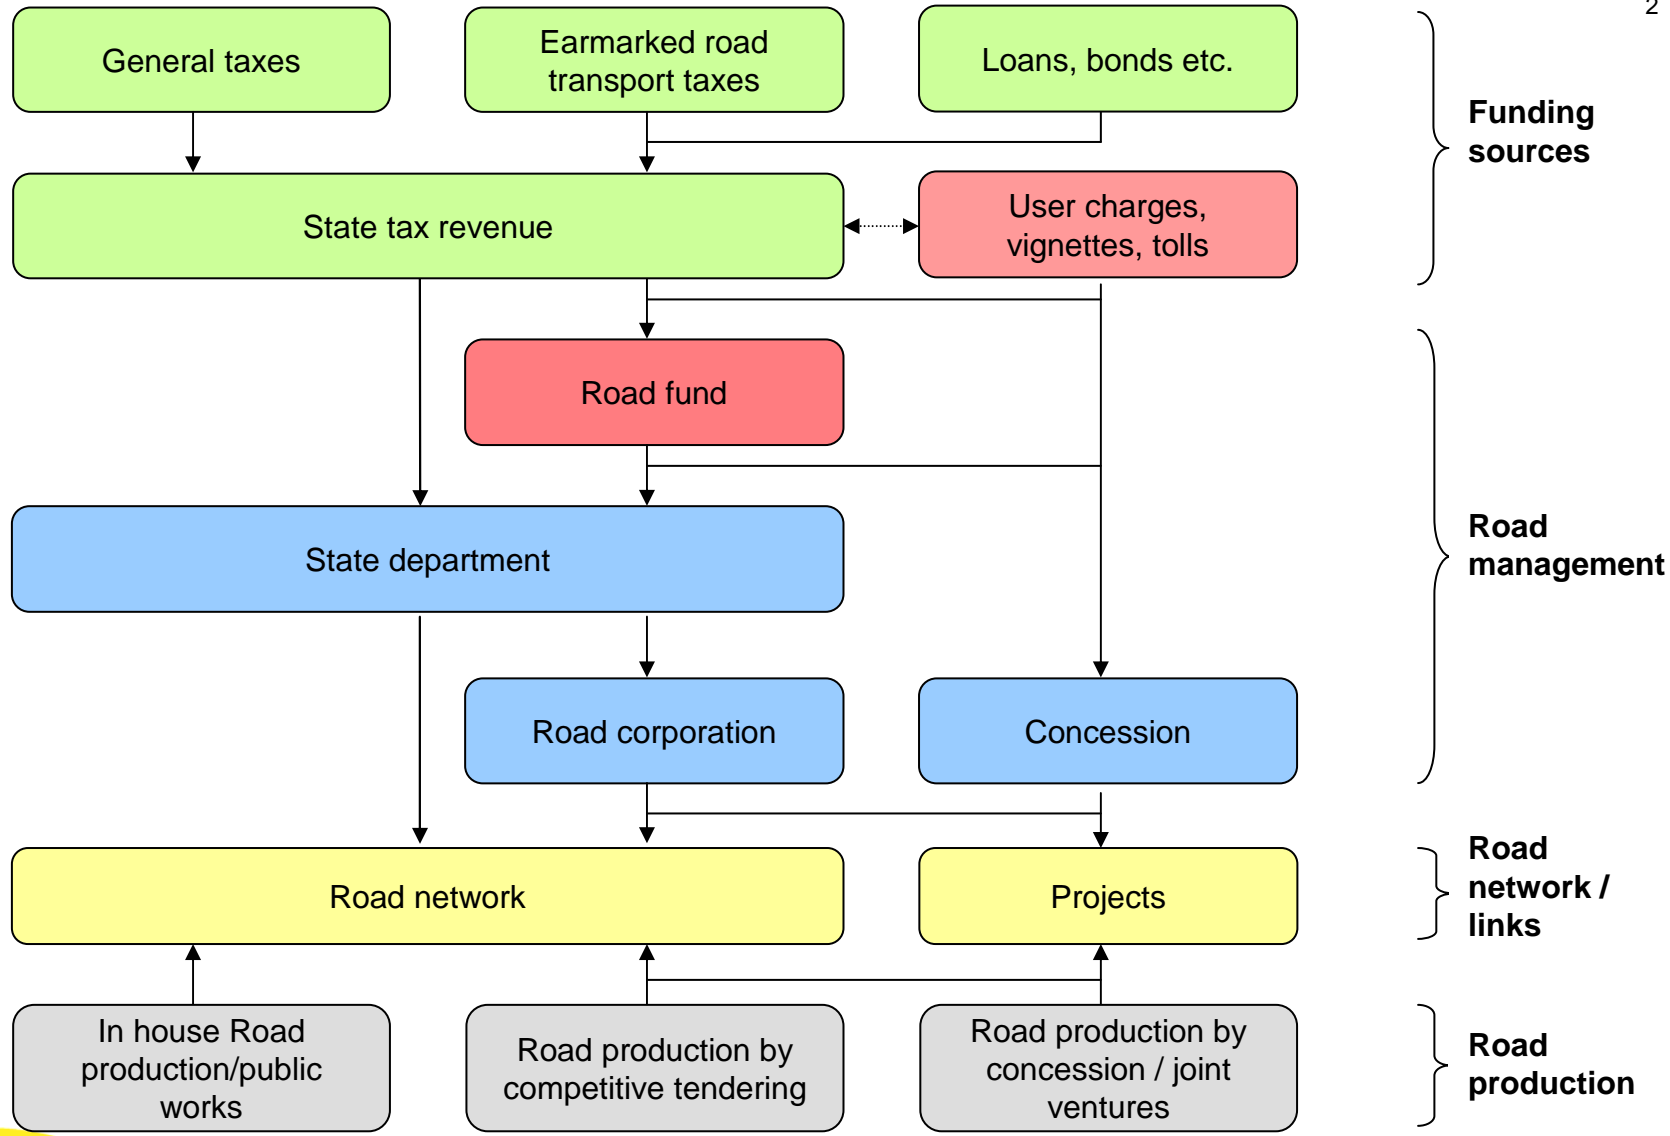 2
General taxes
Earmarked road
transport taxes
Loans, bonds etc.
Funding
sources
State tax revenue
User charges,
vignettes, tolls
Road fund
State department
Road
management
Road corporation
Concession
Road network
Projects
Road
network /
links
In house Road
production/public
works
Road production by
competitive tendering
Road production by
concession / joint
ventures
Road
production